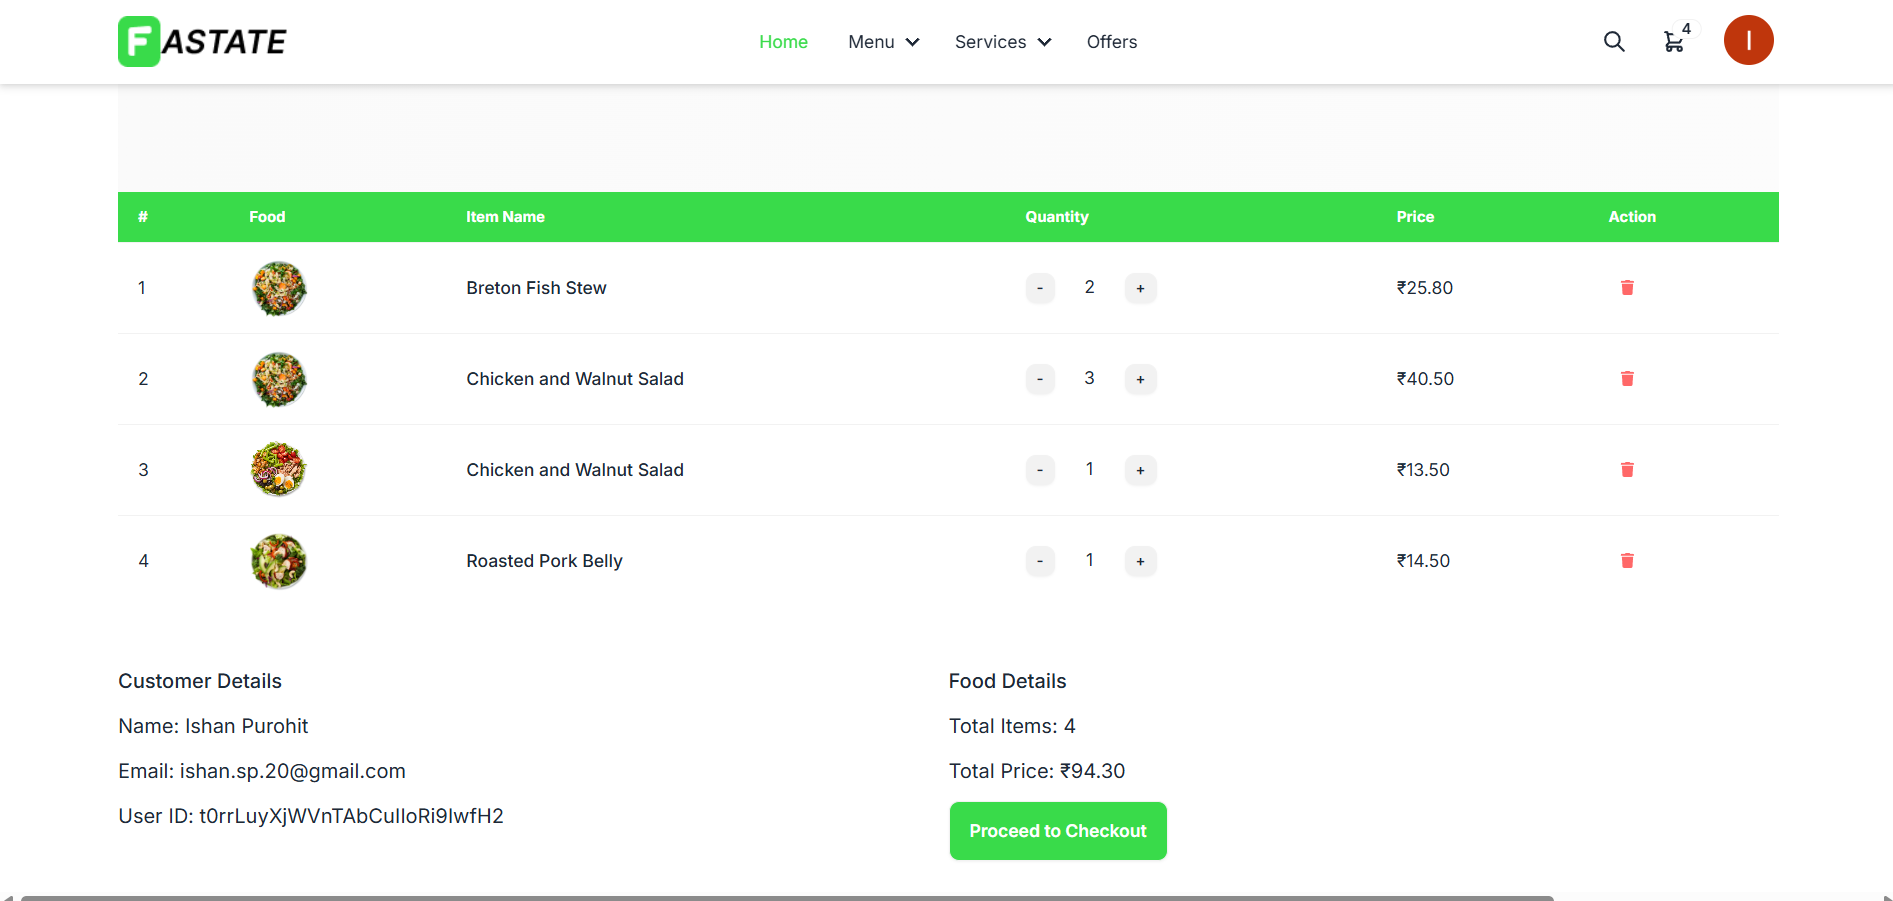 FASTATE Home Menu Services Offers 4 I
# Food Item Name Quantity Price Action
1 Breton Fish Stew - 2 + ₹25.80
2 Chicken and Walnut Salad - 3 + ₹40.50
3 Chicken and Walnut Salad - 1 + ₹13.50
4 Roasted Pork Belly - 1 + ₹14.50
Customer Details
Name: Ishan Purohit
Email: ishan.sp.20@gmail.com
User ID: t0rrLuyXjWVnTAbCulloRi9IwfH2
Food Details
Total Items: 4
Total Price: ₹94.30
Proceed to Checkout